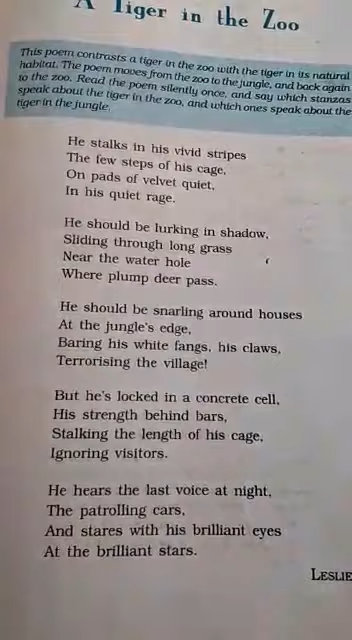 A Tiger in the Zoo
This poem contrasts a tiger in the zoo with the tiger in its natural
habitat. The poem moves from the zoo to the jungle, and back again
to the zoo. Read the poem silently once, and say which stanzas
speak about the tiger in the zoo, and which ones speak about the
tiger in the jungle.
He stalks in his vivid stripes
The few steps of his cage,
On pads of velvet quiet,
In his quiet rage.
He should be lurking in shadow,
Sliding through long grass
Near the water hole
Where plump deer pass.
He should be snarling around houses
At the jungle's edge,
Baring his white fangs, his claws,
Terrorising the village!
But he's locked in a concrete cell,
His strength behind bars,
Stalking the length of his cage,
Ignoring visitors.
He hears the last voice at night,
The patrolling cars,
And stares with his brilliant eyes
At the brilliant stars.
LESLIE